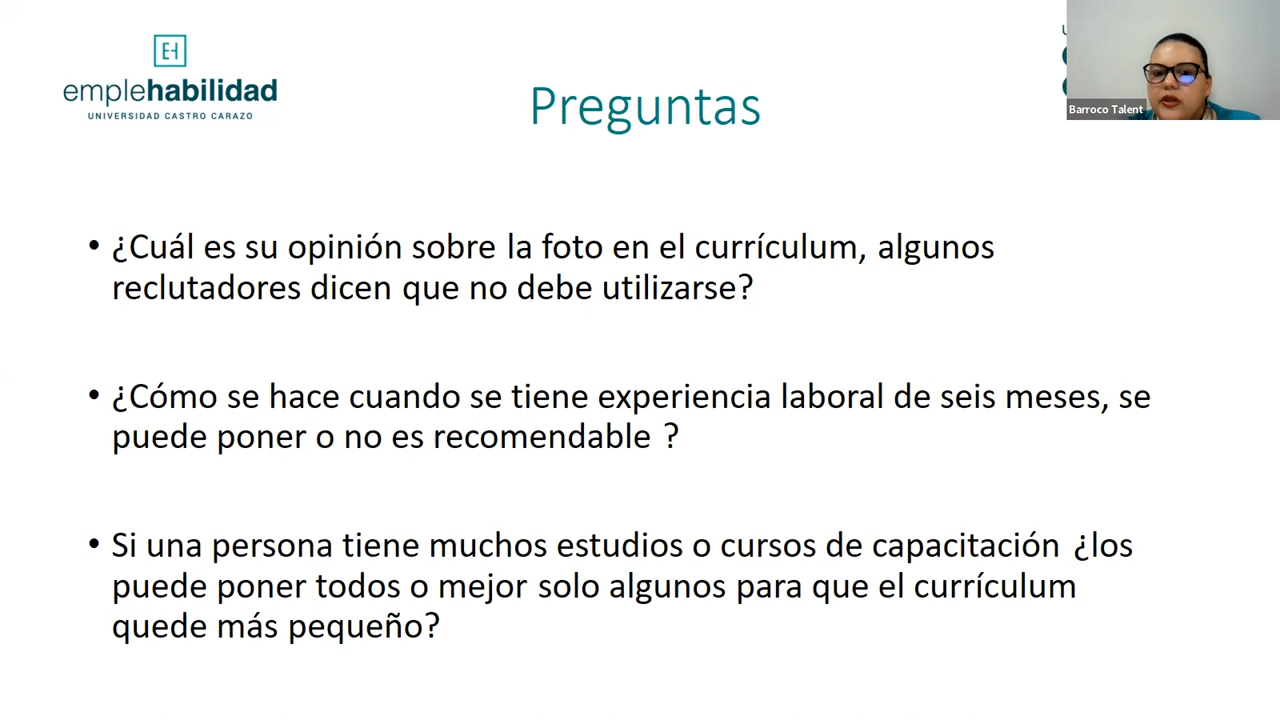 EH
emplehabilidad
UNIVERSIDAD CASTRO CARAZO
Preguntas
Barroco Talent
• ¿Cuál es su opinión sobre la foto en el currículum, algunos
reclutadores dicen que no debe utilizarse?
• ¿Cómo se hace cuando se tiene experiencia laboral de seis meses, se
puede poner o no es recomendable ?
• Si una persona tiene muchos estudios o cursos de capacitación ¿los
puede poner todos o mejor solo algunos para que el currículum
quede más pequeño?